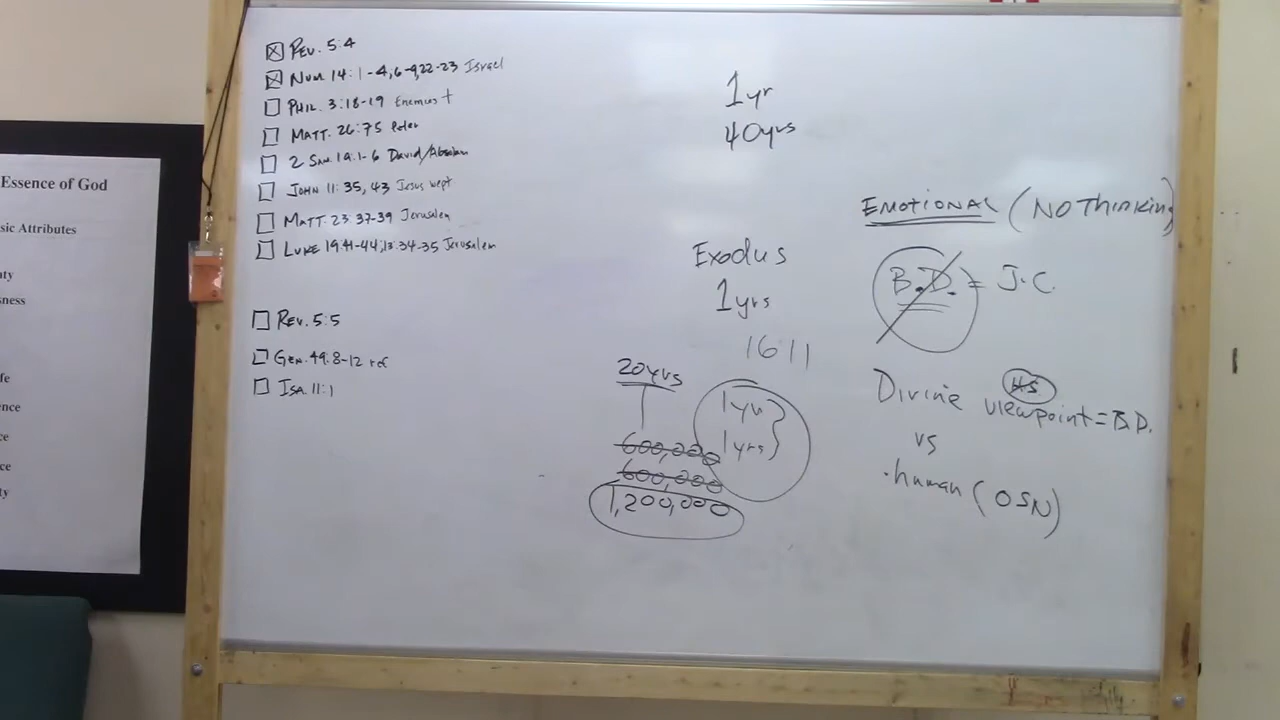 Essence of God
sic Attributes
ty
sness
fe
nce
ce
ce
ty
Rev. 5:4
Num 14:1-4,6-9,22-23 Israel
Phil. 3:18-19 Enemies +
Matt. 26:75 Peter
2 Sam. 19:1-6 David/Absalom
John 11:35, 43 Jesus wept
Matt. 23:37-39 Jerusalem
Luke 19:41-44; 13:34-35 Jerusalem
Rev. 5:5
Gen. 49:8-12
Isa. 11:1
1yr
40yrs
Exodus
1yrs
1611
20yrs
1yr
1yrs
600,000
600,000
1,200,000
EMOTIONAL (NO Thinking)
B.D. = J.C.
H.S
Divine viewpoint = B.D.
vs
human (OSN)